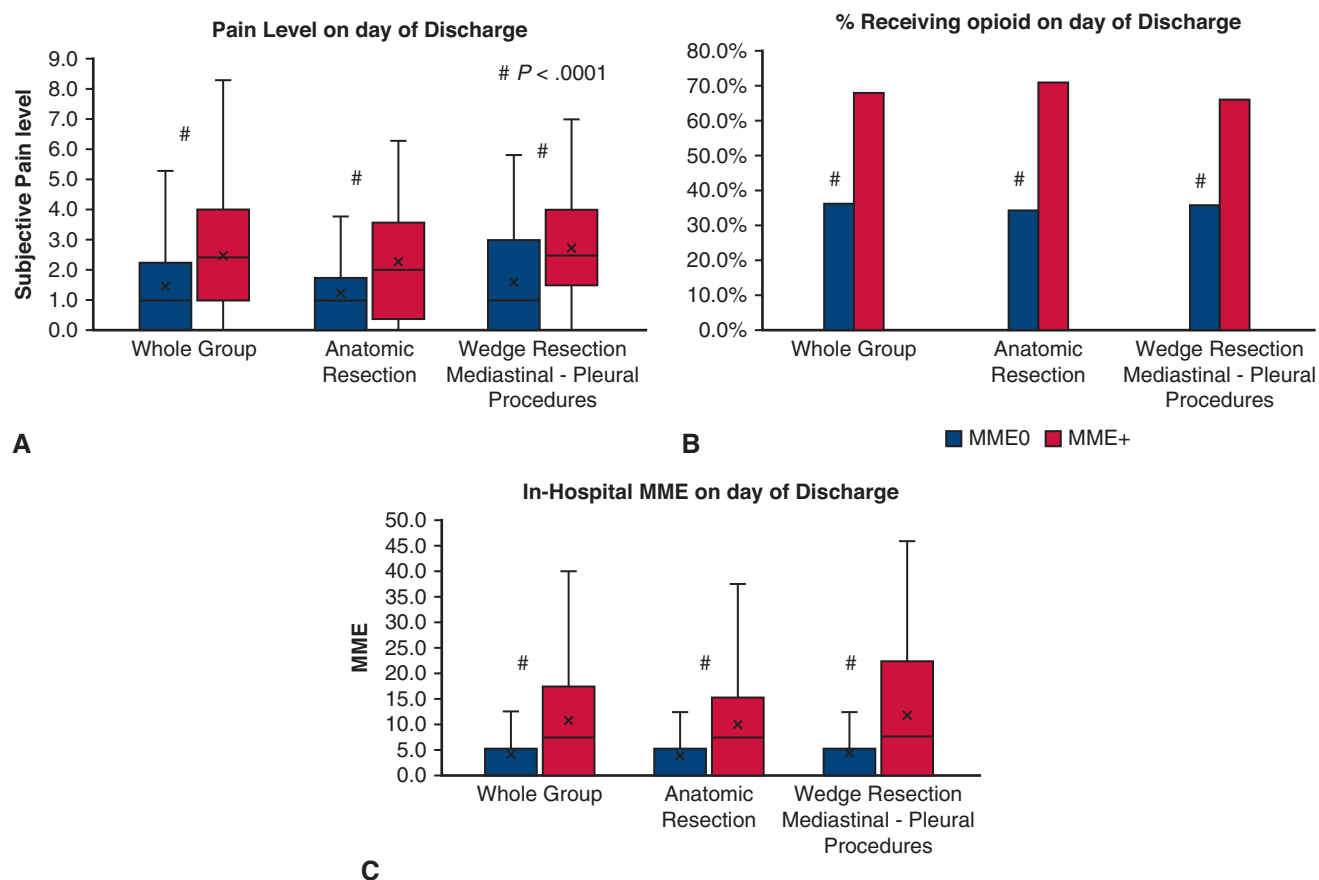 Pain Level on day of Discharge
Subjective Pain level
9.0
8.0
7.0
6.0
5.0
4.0
3.0
2.0
1.0
0.0
# P < .0001
#
#
#
Whole Group
Anatomic
Resection
Wedge Resection
Mediastinal - Pleural
Procedures
A
% Receiving opioid on day of Discharge
80.0%
70.0%
60.0%
50.0%
40.0%
30.0%
20.0%
10.0%
0.0%
#
#
#
Whole Group
Anatomic
Resection
Wedge Resection
Mediastinal - Pleural
Procedures
B
MME0
MME+
In-Hospital MME on day of Discharge
MME
50.0
45.0
40.0
35.0
30.0
25.0
20.0
15.0
10.0
5.0
0.0
#
#
#
Whole Group
Anatomic
Resection
Wedge Resection
Mediastinal - Pleural
Procedures
C